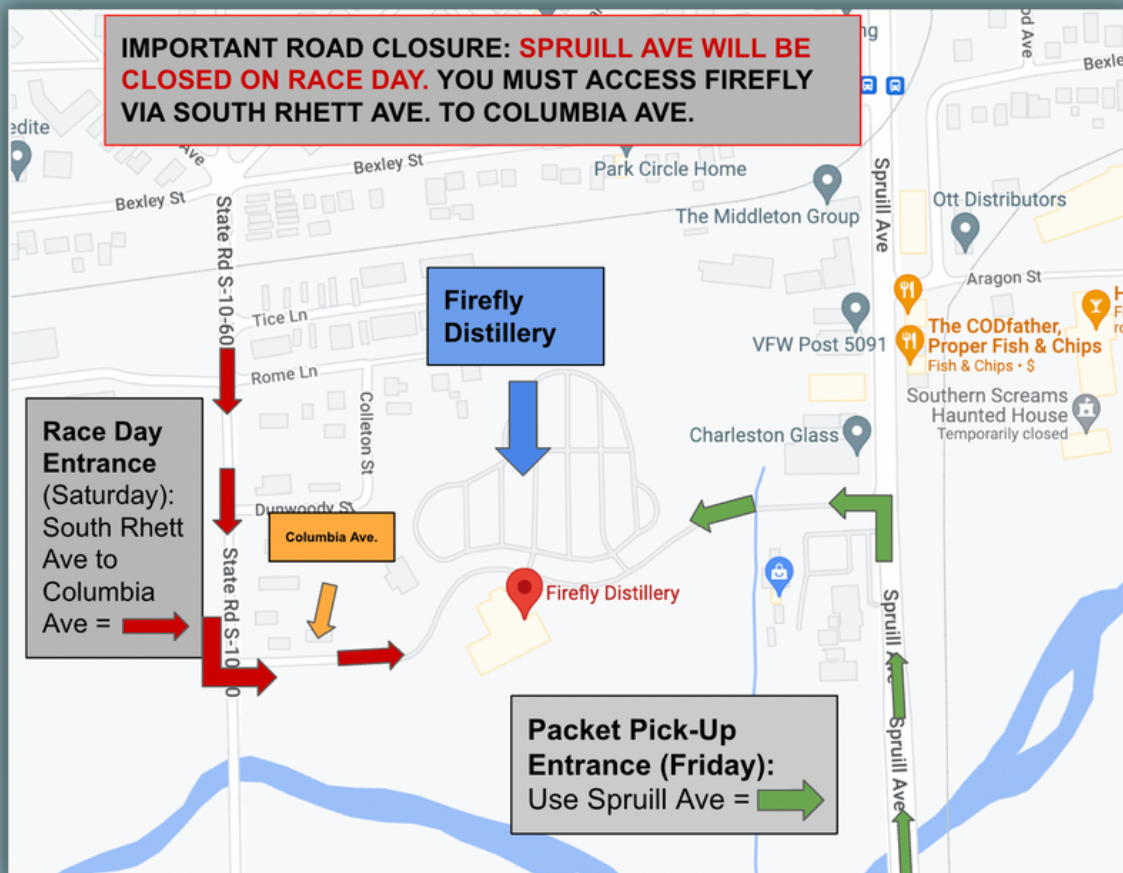 IMPORTANT ROAD CLOSURE: SPRUILL AVE WILL BE
CLOSED ON RACE DAY. YOU MUST ACCESS FIREFLY
VIA SOUTH RHETT AVE. TO COLUMBIA AVE.
Bexle
edite
Ave
Bexley St
Bexley St
Park Circle Home
The Middleton Group
Spruill Ave
Ott Distributors
State Rd S-10-60
Aragon St
Firefly
Distillery
Tice Ln
The CODfather,
Proper Fish & Chips
Fish & Chips • $
VFW Post 5091
Rome Ln
Colleton St
Southern Screams
Haunted House
Temporarily closed
Race Day
Entrance
(Saturday):
South Rhett
Ave to
Columbia
Ave =
Charleston Glass
Dunwoody St
Columbia Ave.
State Rd S-10-60
Firefly Distillery
Spruill Ave
Packet Pick-Up
Entrance (Friday):
Use Spruill Ave =
Spruill Ave